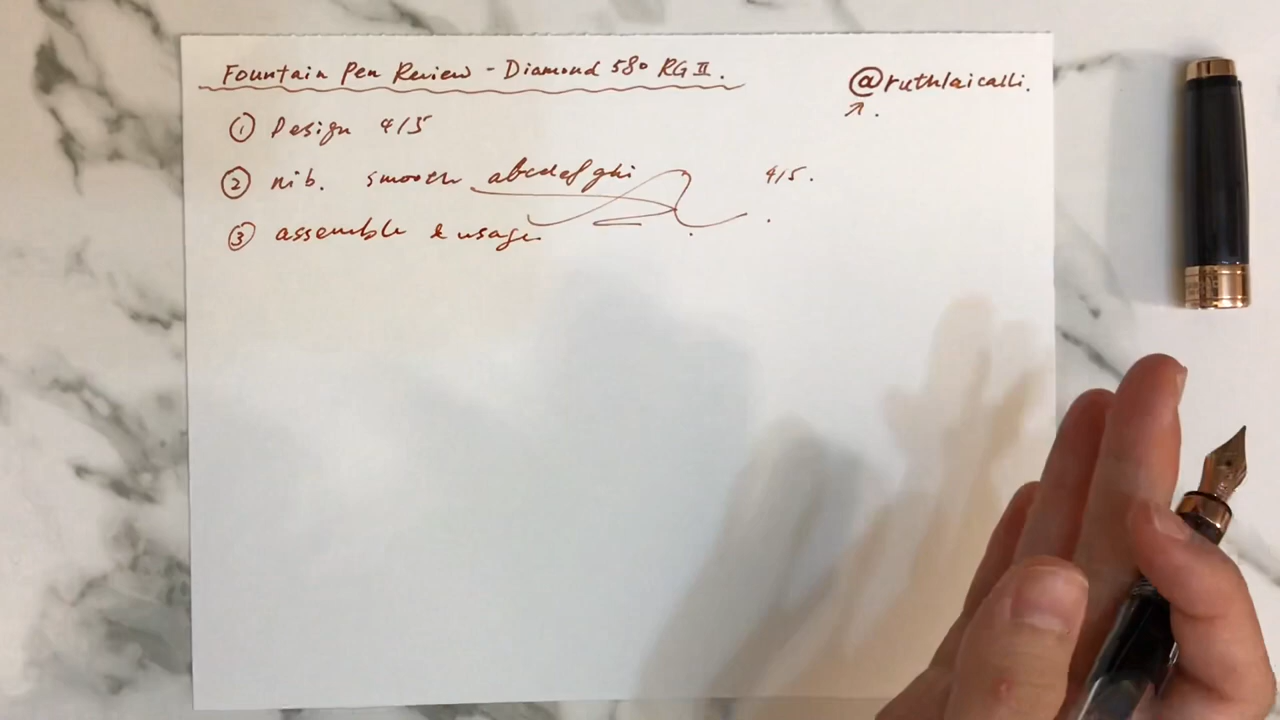 Fountain Pen Review - Diamond 580 RG II.
@ruthlaicalli.
① Design 4/5
② nib. smooth abcdefghi 4/5.
③ assemble & usage